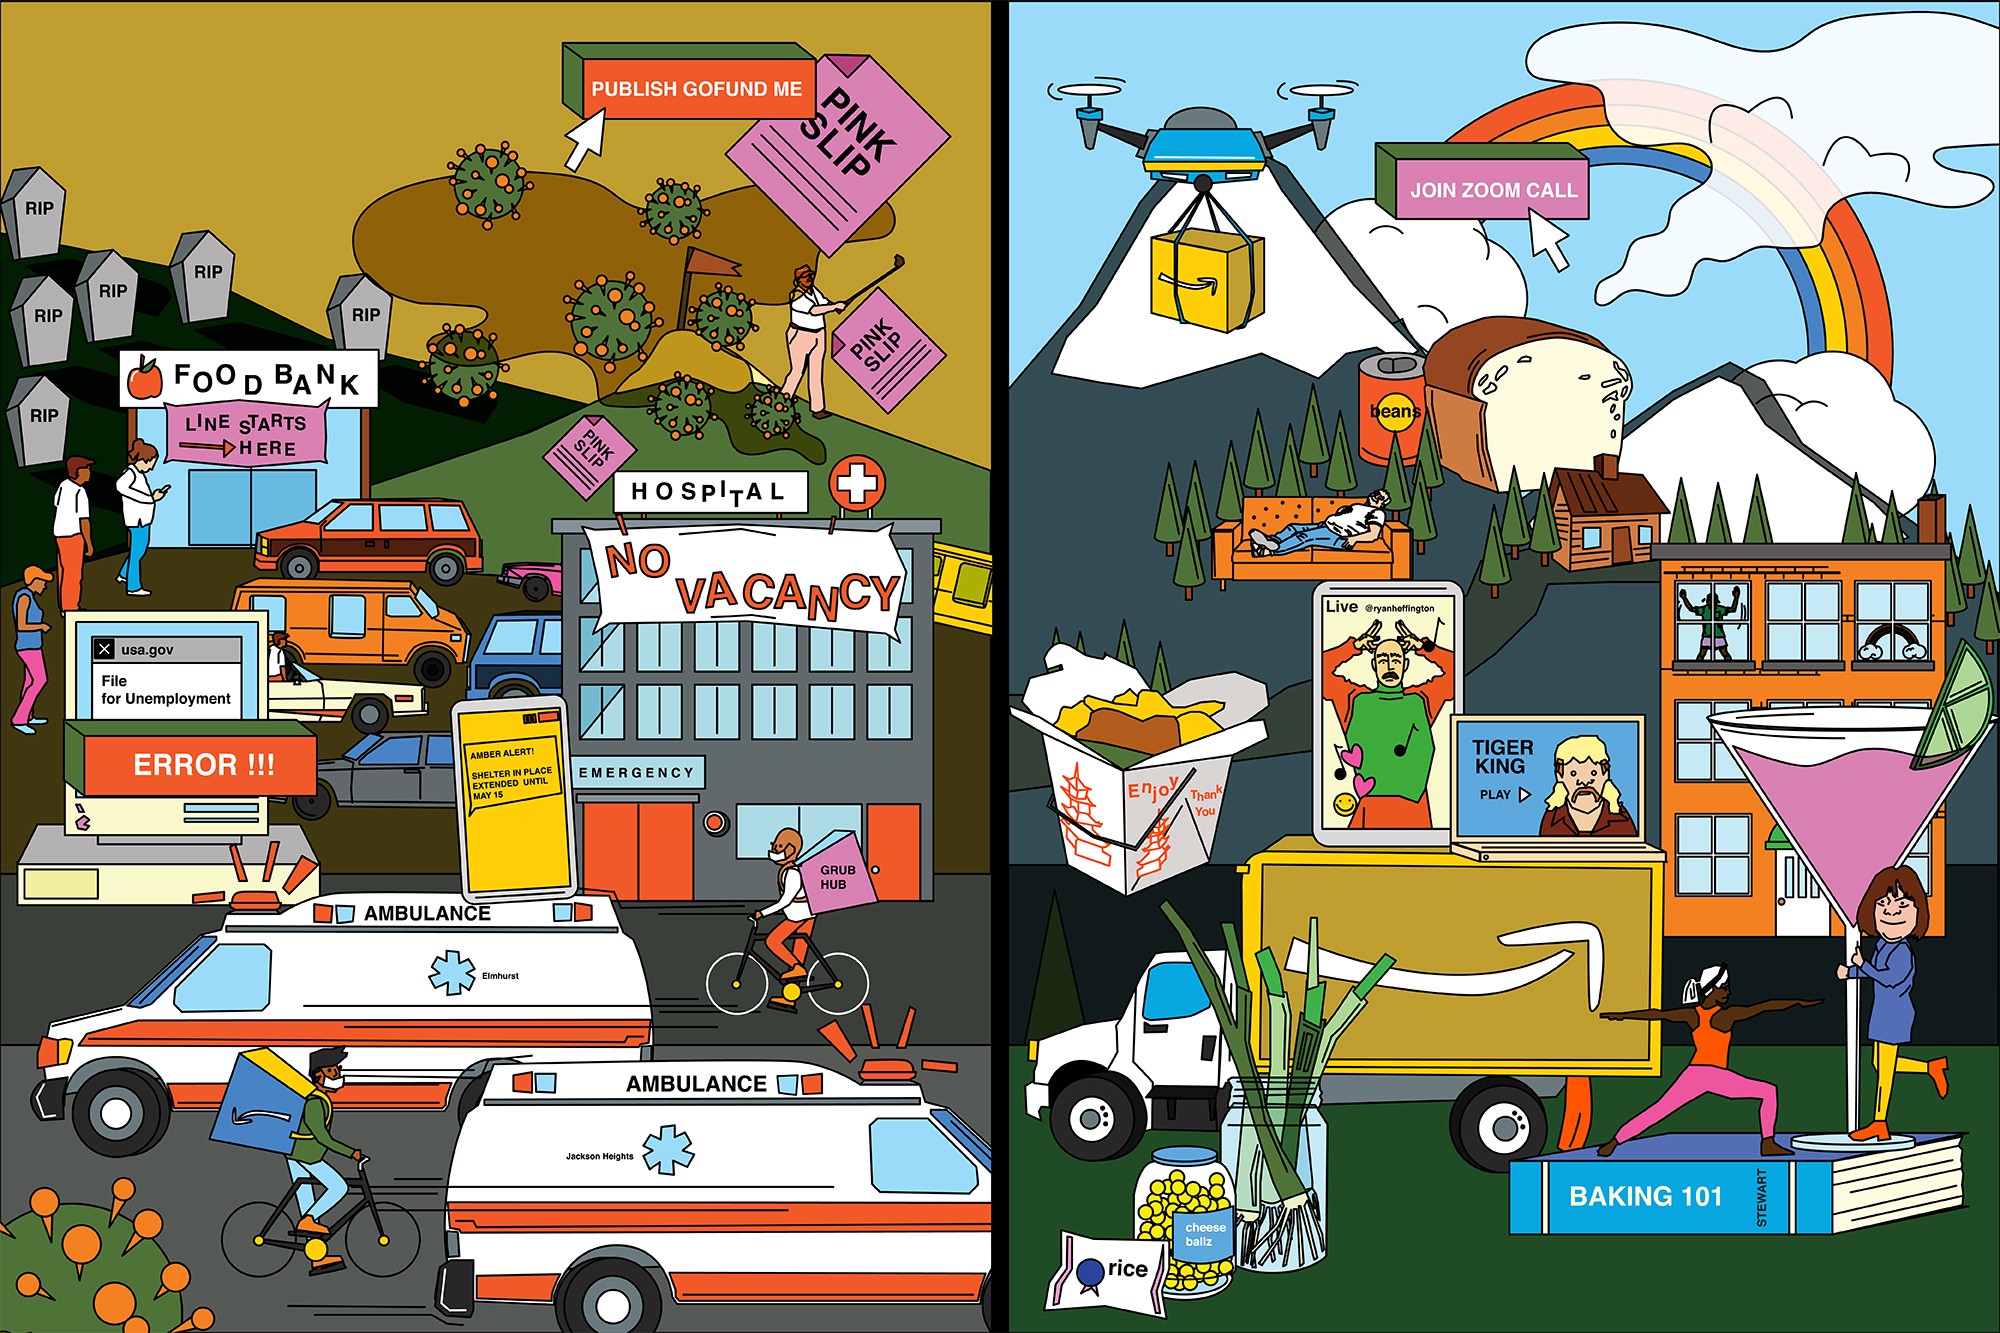 PUBLISH GOFUND ME
PINK
SLIP
RIP
RIP
RIP
RIP
RIP
RIP
PINK
SLIP
FOOD BANK
LINE STARTS
HERE
PINK
SLIP
HOSPITAL
NO
VACANCY
usa.gov
File
for Unemployment
ERROR !!!
AMBER ALERT!
SHELTER IN PLACE
EXTENDED UNTIL
MAY 15
EMERGENCY
GRUB
HUB
AMBULANCE
Elmhurst
AMBULANCE
Jackson Heights
JOIN ZOOM CALL
beans
Live @ryanheffington
TIGER
KING
PLAY
Enjoy
Thank
You
BAKING 101
STEWART
cheese
ballz
rice